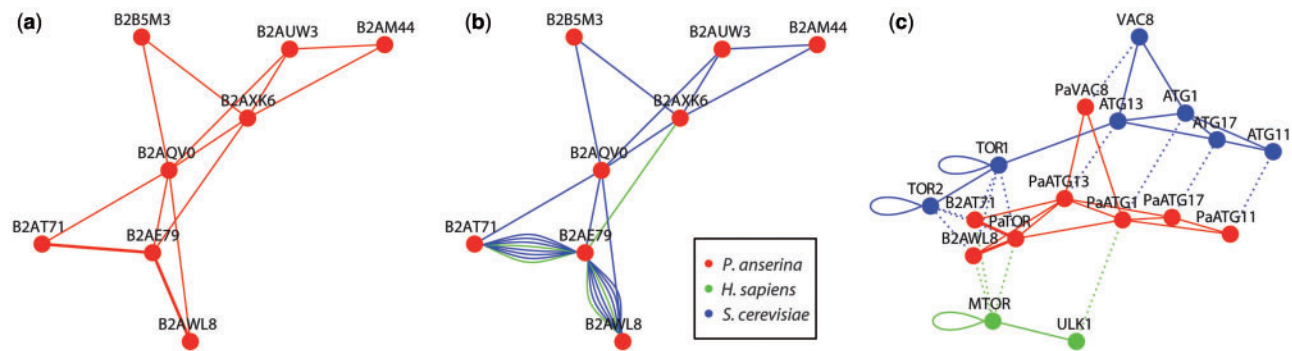 (a)
B2B5M3
B2AUW3
B2AM44
B2AXK6
B2AQV0
B2AT71
B2AE79
B2AWL8
(b)
B2B5M3
B2AUW3
B2AM44
B2AXK6
B2AQV0
B2AT71
B2AE79
B2AWL8
P. anserina
H. sapiens
S. cerevisiae
(c)
VAC8
PaVAC8
ATG13
ATG1
ATG17
ATG11
TOR1
TOR2
PaATG13
B2AT71
PaTOR
PaATG1
PaATG17
PaATG11
B2AWL8
MTOR
ULK1